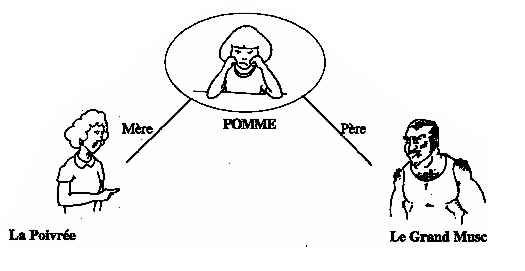 POMME
Mère
Père
La Poivrée
Le Grand Musc